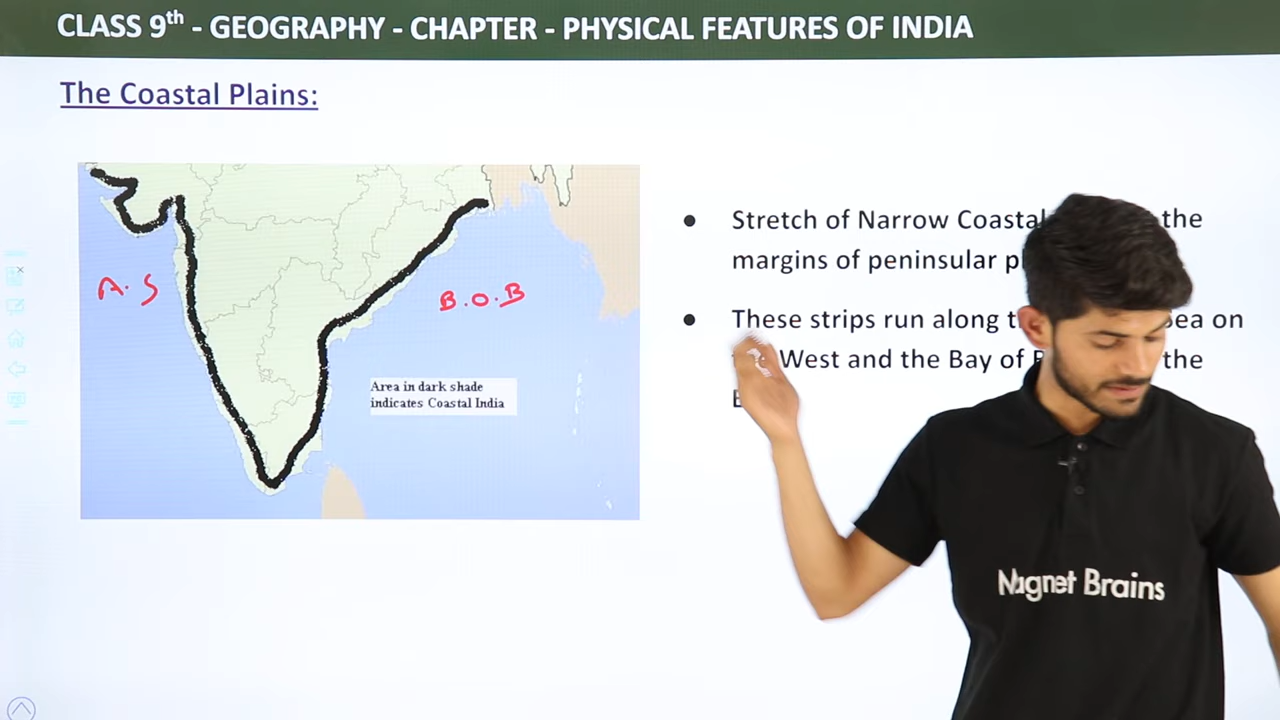 CLASS 9th - GEOGRAPHY - CHAPTER - PHYSICAL FEATURES OF INDIA
The Coastal Plains:
A.S
B.O.B
Area in dark shade
indicates Coastal India
● Stretch of Narrow Coastal the
margins of peninsular
● These strips run along on
West and the Bay of the
Magnet Brains